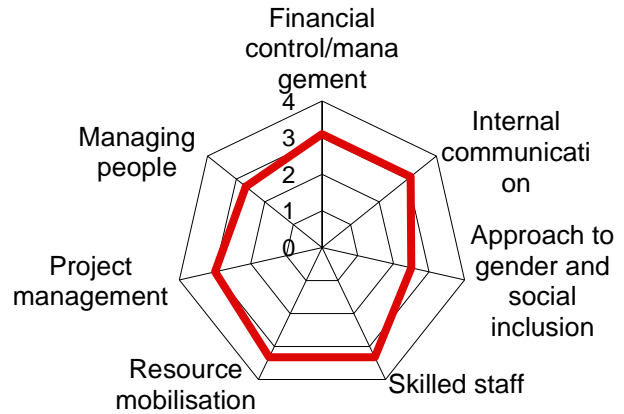 Financial
control/mana
gement
4
3
2
1
0
Internal
communicati
on
Approach to
gender and
social
inclusion
Skilled staff
Resource
mobilisation
Project
management
Managing
people